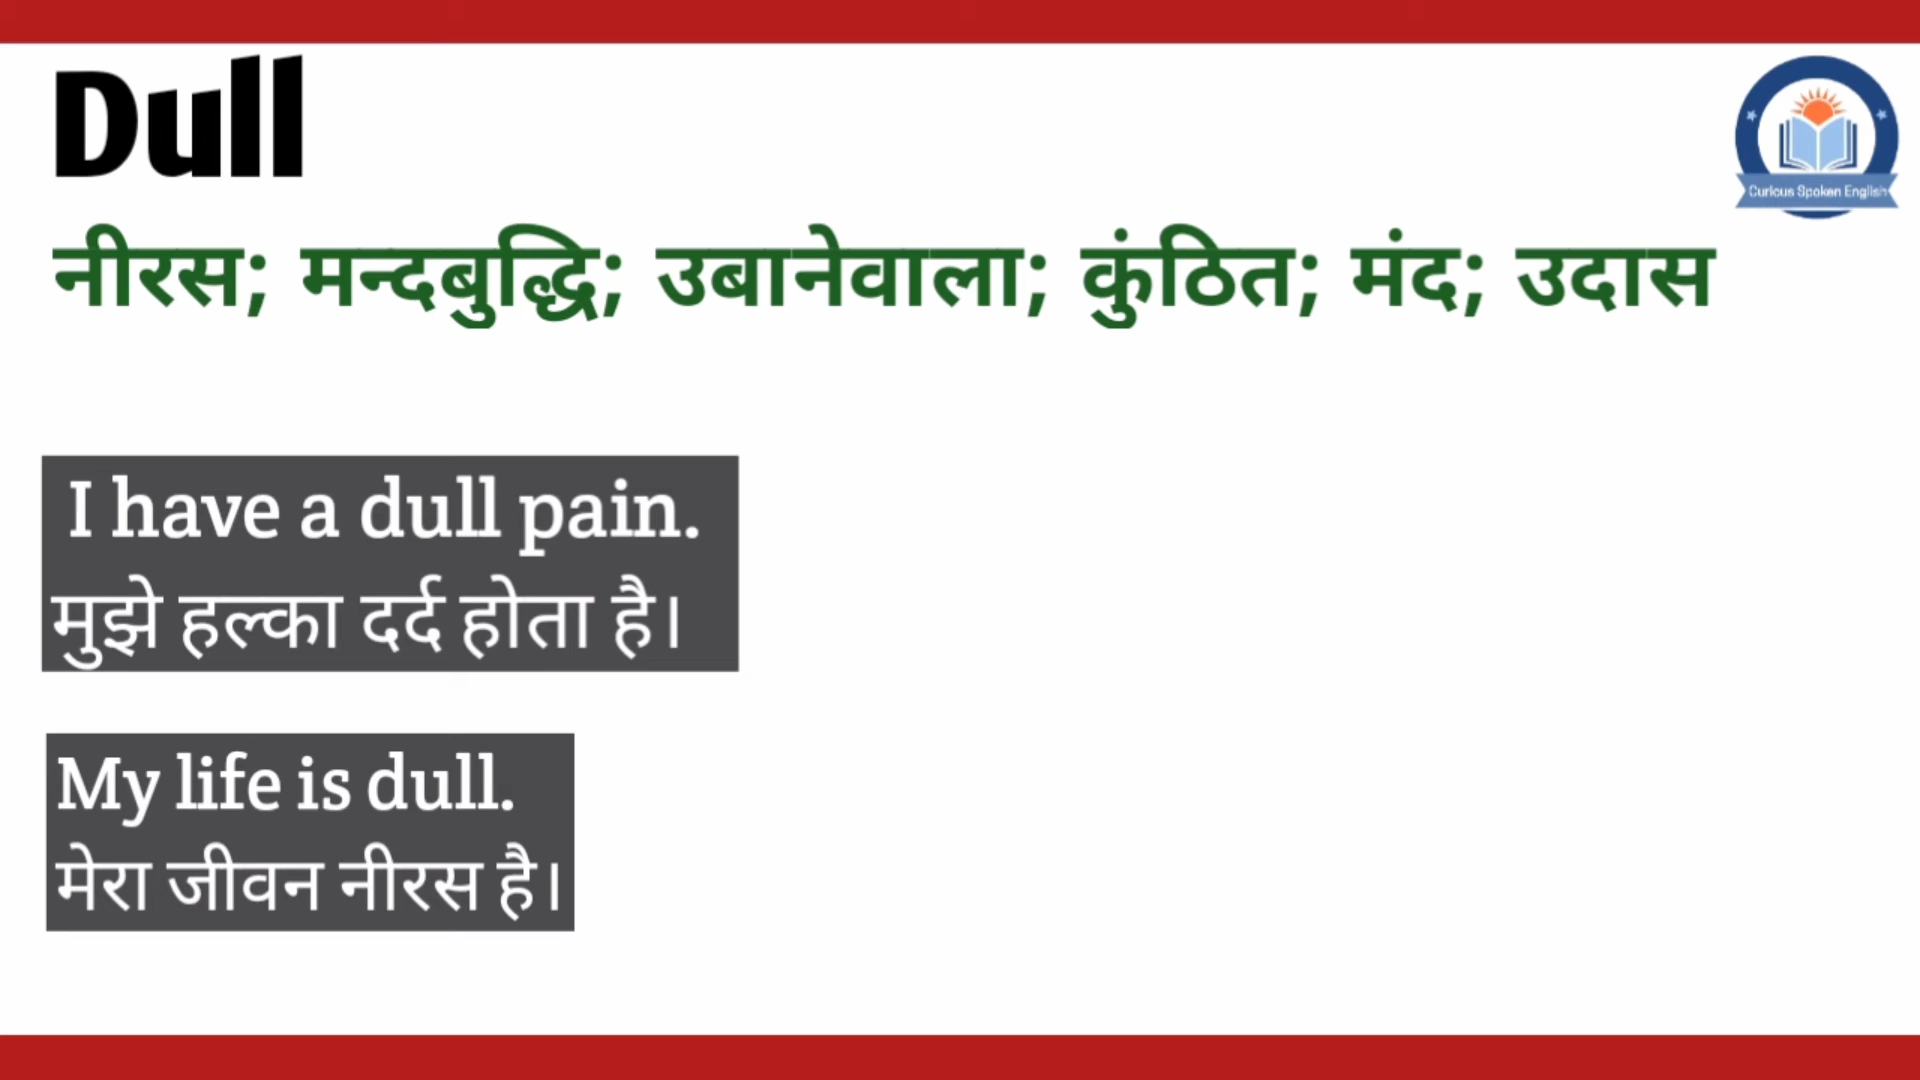 Dull
Curious Spoken English
नीरस; मन्दबुद्धि; उबानेवाला; कुंठित; मंद; उदास
I have a dull pain.
मुझे हल्का दर्द होता है।
My life is dull.
मेरा जीवन नीरस है।